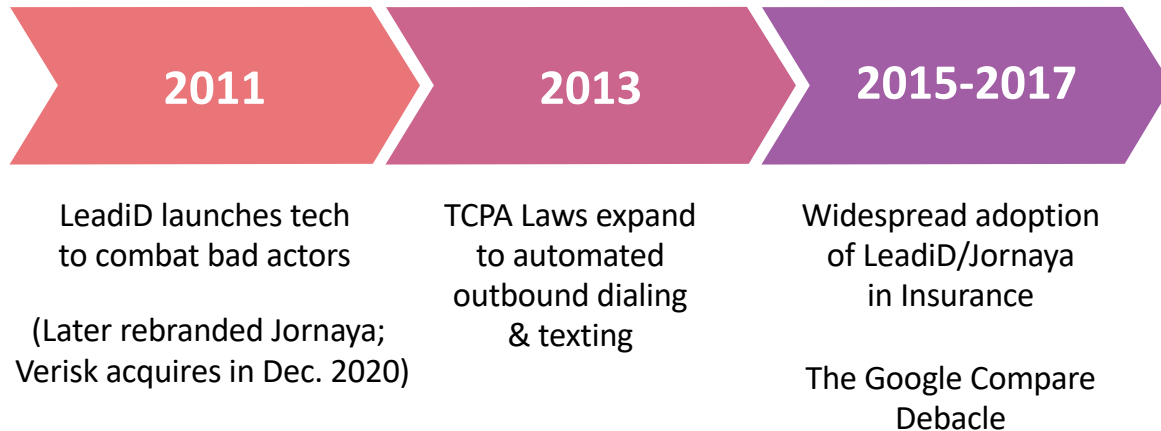 2011
LeadiD launches tech
to combat bad actors
(Later rebranded Jornaya;
Verisk acquires in Dec. 2020)
2013
TCPA Laws expand
to automated
outbound dialing
& texting
2015-2017
Widespread adoption
of LeadiD/Jornaya
in Insurance
The Google Compare
Debacle